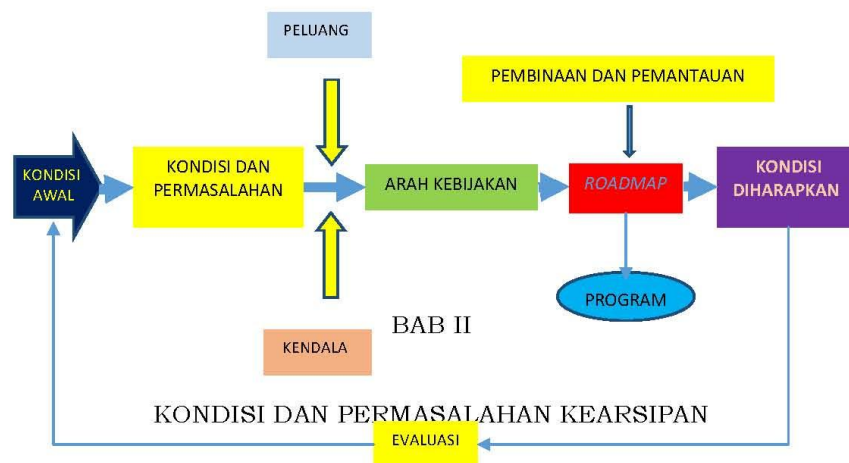 PELUANG
PEMBINAAN DAN PEMANTAUAN
KONDISI
AWAL
KONDISI DAN
PERMASALAHAN
ARAH KEBIJAKAN
ROADMAP
KONDISI
DIHARAPKAN
PROGRAM
BAB II
KENDALA
KONDISI DAN PERMASALAHAN KEARSIPAN
EVALUASI